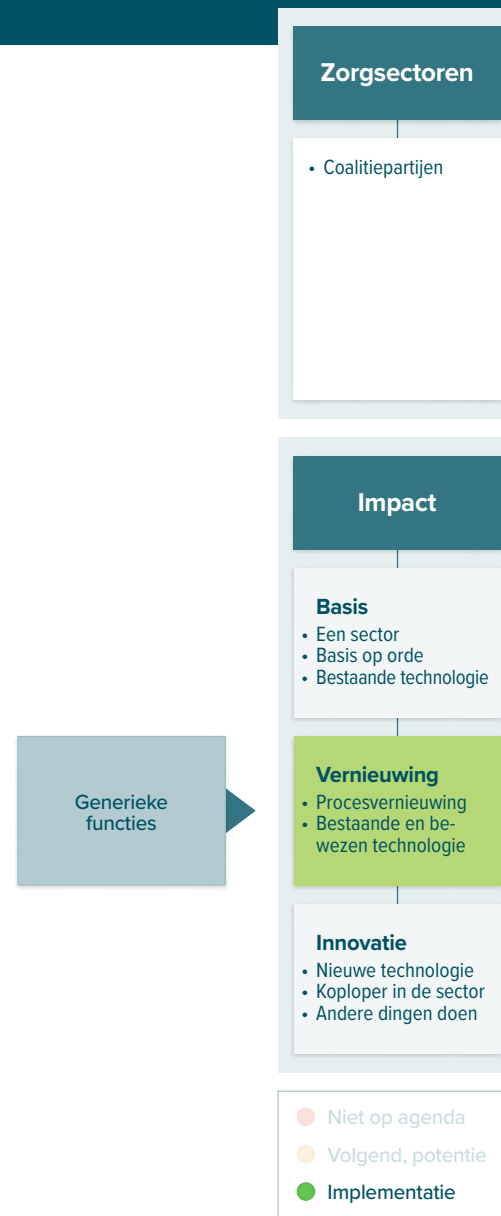 Zorgsectoren
• Coalitiepartijen
Impact
Basis
• Een sector
• Basis op orde
• Bestaande technologie
Generieke
functies
Vernieuwing
• Procesvernieuwing
• Bestaande en be-
wezen technologie
Innovatie
• Nieuwe technologie
• Koploper in de sector
• Andere dingen doen
Niet op agenda
Volgend, potentie
Implementatie